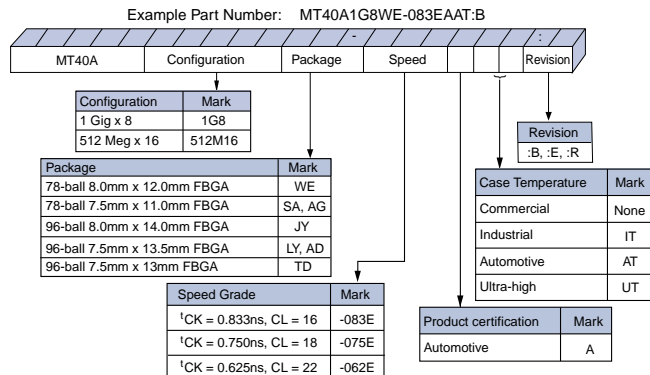 Example Part Number: MT40A1G8WE-083EAAT:B
- :
MT40A Configuration Package Speed Revision
Configuration Mark
1 Gig x 8 1G8
512 Meg x 16 512M16
Package Mark
78-ball 8.0mm x 12.0mm FBGA WE
78-ball 7.5mm x 11.0mm FBGA SA, AG
96-ball 8.0mm x 14.0mm FBGA JY
96-ball 7.5mm x 13.5mm FBGA LY, AD
96-ball 7.5mm x 13mm FBGA TD
Speed Grade Mark
tCK = 0.833ns, CL = 16 -083E
tCK = 0.750ns, CL = 18 -075E
tCK = 0.625ns, CL = 22 -062E
Revision
:B, :E, :R
Case Temperature Mark
Commercial None
Industrial IT
Automotive AT
Ultra-high UT
Product certification Mark
Automotive A